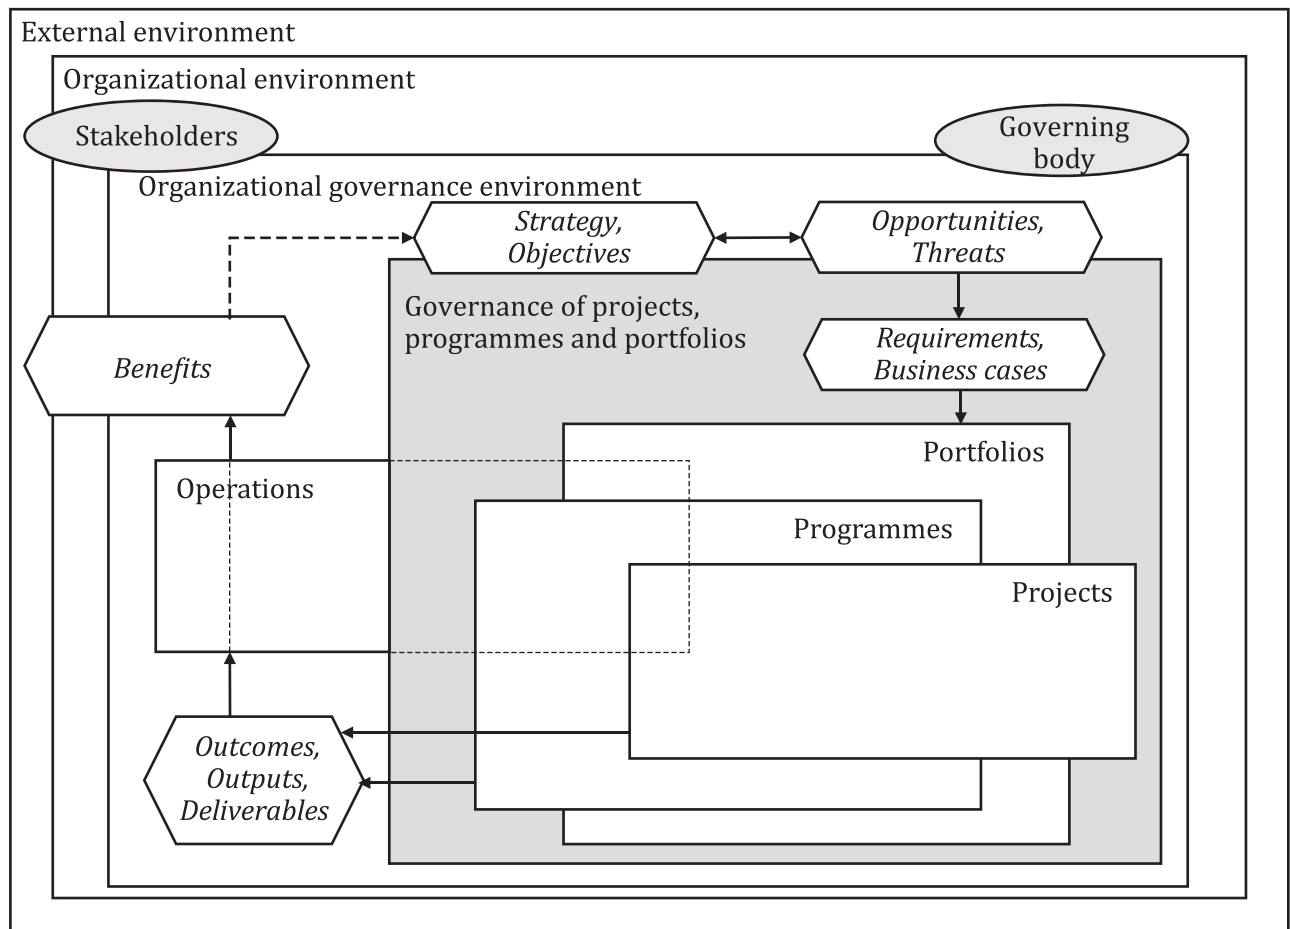 External environment
Organizational environment
Stakeholders
Governing
body
Organizational governance environment
Strategy,
Objectives
Opportunities,
Threats
Governance of projects,
programmes and portfolios
Requirements,
Business cases
Benefits
Portfolios
Operations
Programmes
Projects
Outcomes,
Outputs,
Deliverables